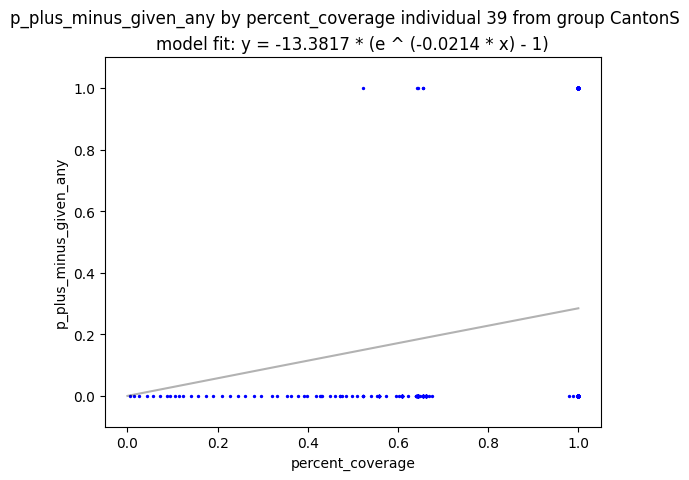 p_plus_minus_given_any by percent_coverage individual 39 from group CantonS
model fit: y = -13.3817 * (e ^ (-0.0214 * x) - 1)
1.0
0.8
0.6
0.4
0.2
0.0
p_plus_minus_given_any
0.0 0.2 0.4 0.6 0.8 1.0
percent_coverage